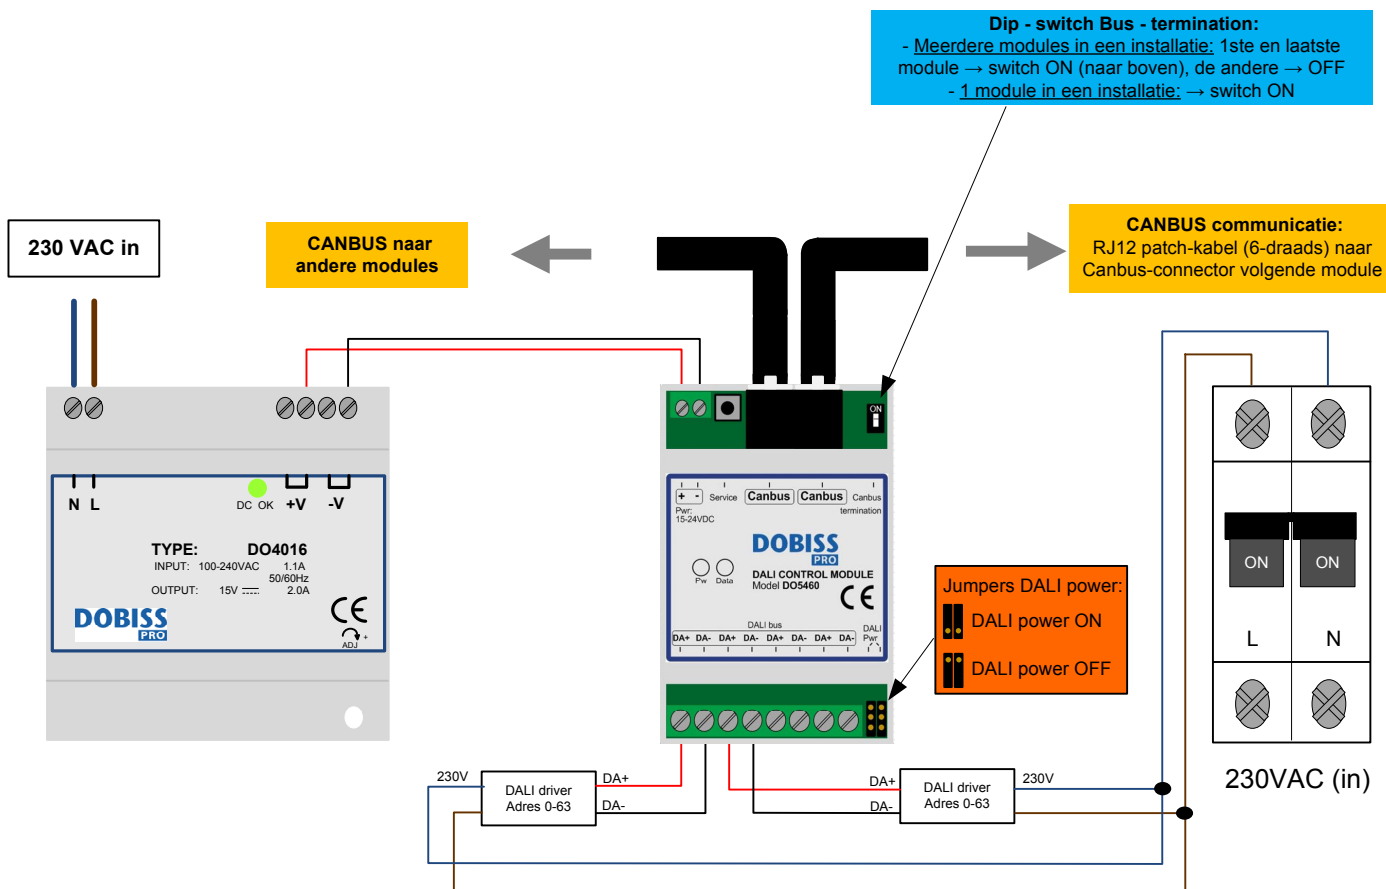 Dip - switch Bus - termination:
- Meerdere modules in een installatie: 1ste en laatste
module → switch ON (naar boven), de andere → OFF
- 1 module in een installatie: → switch ON
230 VAC in
CANBUS naar
andere modules
CANBUS communicatie:
RJ12 patch-kabel (6-draads) naar
Canbus-connector volgende module
N L
DC OK +V -V
TYPE: DO4016
INPUT: 100-240VAC 1.1A
50/60Hz
OUTPUT: 15V 2.0A
DOBISS
PRO
CE
ADJ
+
ON
+ - Service Canbus Canbus Canbus
termination
Pwr:
15-24VDC
DOBISS
PRO
Pw Data
DALI CONTROL MODULE
Model DO5460
CE
DALI bus
DA+ DA- DA+ DA- DA+ DA- DA+ DA-
DALI
Pwr
Jumpers DALI power:
DALI power ON
DALI power OFF
ON ON
L N
230VAC (in)
230V
DALI driver
Adres 0-63
DA+
DA-
DA+
DA-
DALI driver
Adres 0-63
230V